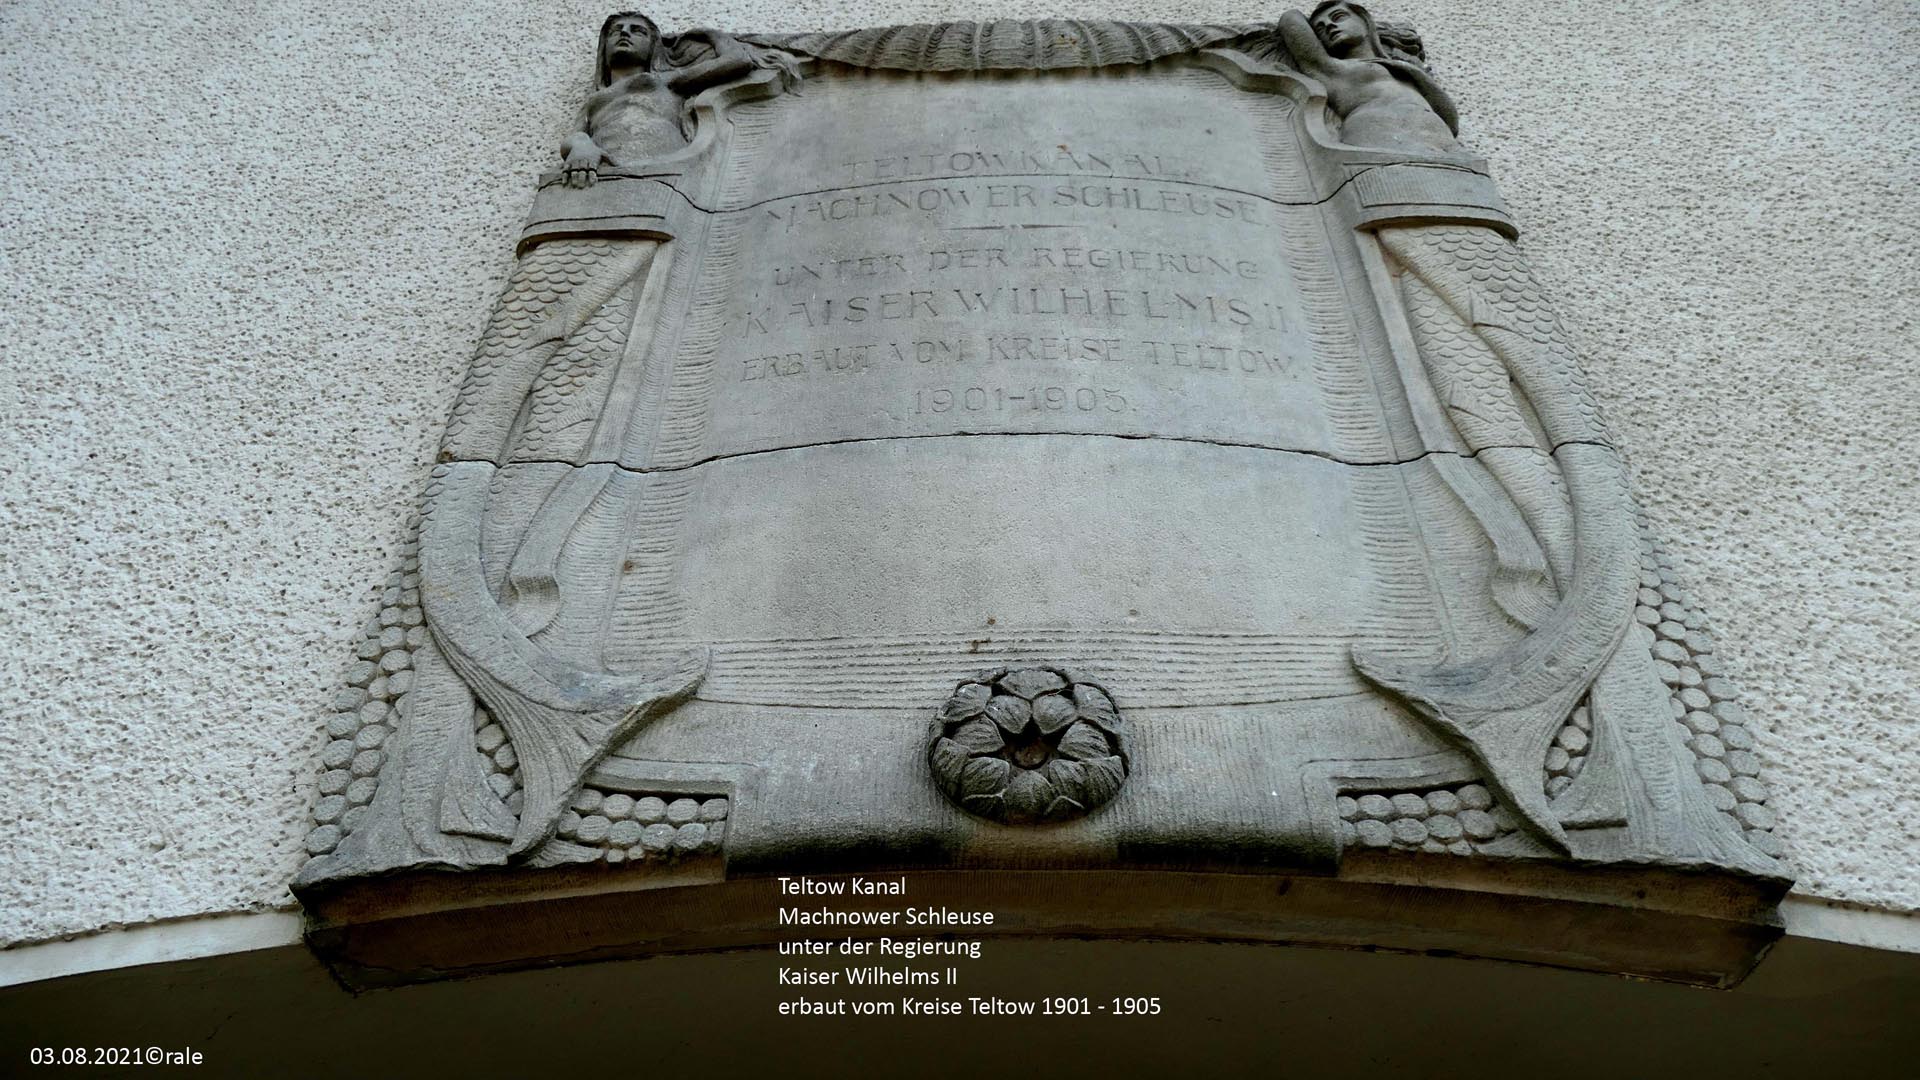 TELTOWKANAL.
MACHNOWER SCHLEUSE
UNTER DER REGIERUNG
KAISER WILHELMS II
ERBAUT VOM KREISE TELTOW.
1901-1905.
Teltow Kanal
Machnower Schleuse
unter der Regierung
Kaiser Wilhelms II
erbaut vom Kreise Teltow 1901 - 1905
03.08.2021©rale